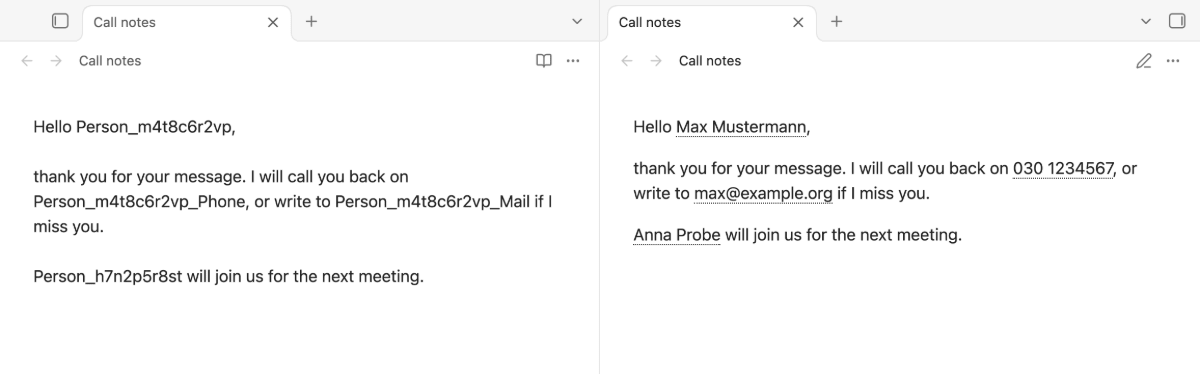 Call notes
Call notes
Hello Person_m4t8c6r2vp,
thank you for your message. I will call you back on
Person_m4t8c6r2vp_Phone, or write to Person_m4t8c6r2vp_Mail if I
miss you.
Person_h7n2p5r8st will join us for the next meeting.
Call notes
Call notes
Hello Max Mustermann,
thank you for your message. I will call you back on 030 1234567, or
write to max@example.org if I miss you.
Anna Probe will join us for the next meeting.